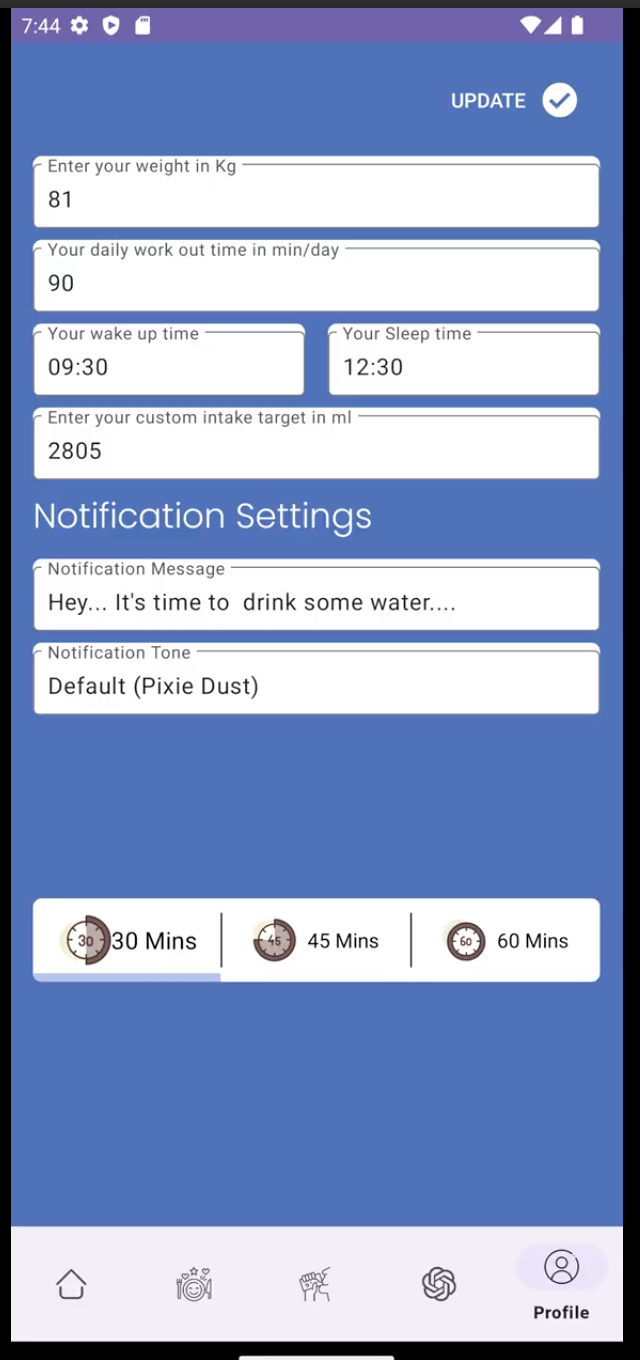 7:44
UPDATE
Enter your weight in Kg
81
Your daily work out time in min/day
90
Your wake up time Your Sleep time
09:30 12:30
Enter your custom intake target in ml
2805
Notification Settings
Notification Message
Hey... It's time to  drink some water....
Notification Tone
Default (Pixie Dust)
30 30 Mins 45 45 Mins 60 60 Mins
Profile